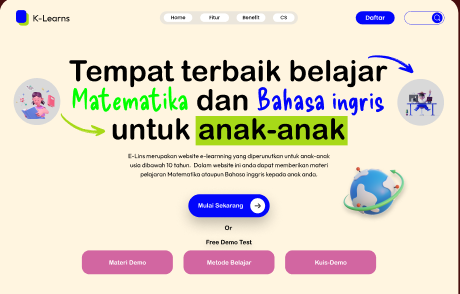 K-Learns
Home Fitur Benefit CS
Daftar
Tempat terbaik belajar
Matematika dan Bahasa ingris
untuk anak-anak
E-Lins merupakan website e-learnning yang diperunutkan untuk anak-anak
usia dibawah 10 tahun. Dalam website ini anda dapat memberikan materi
pelajaran Matematika ataupun Bahasa inggris kepada anak anda.
Mulai Sekarang
Or
Free Demo Test
Materi Demo Metode Belajar Kuis-Demo